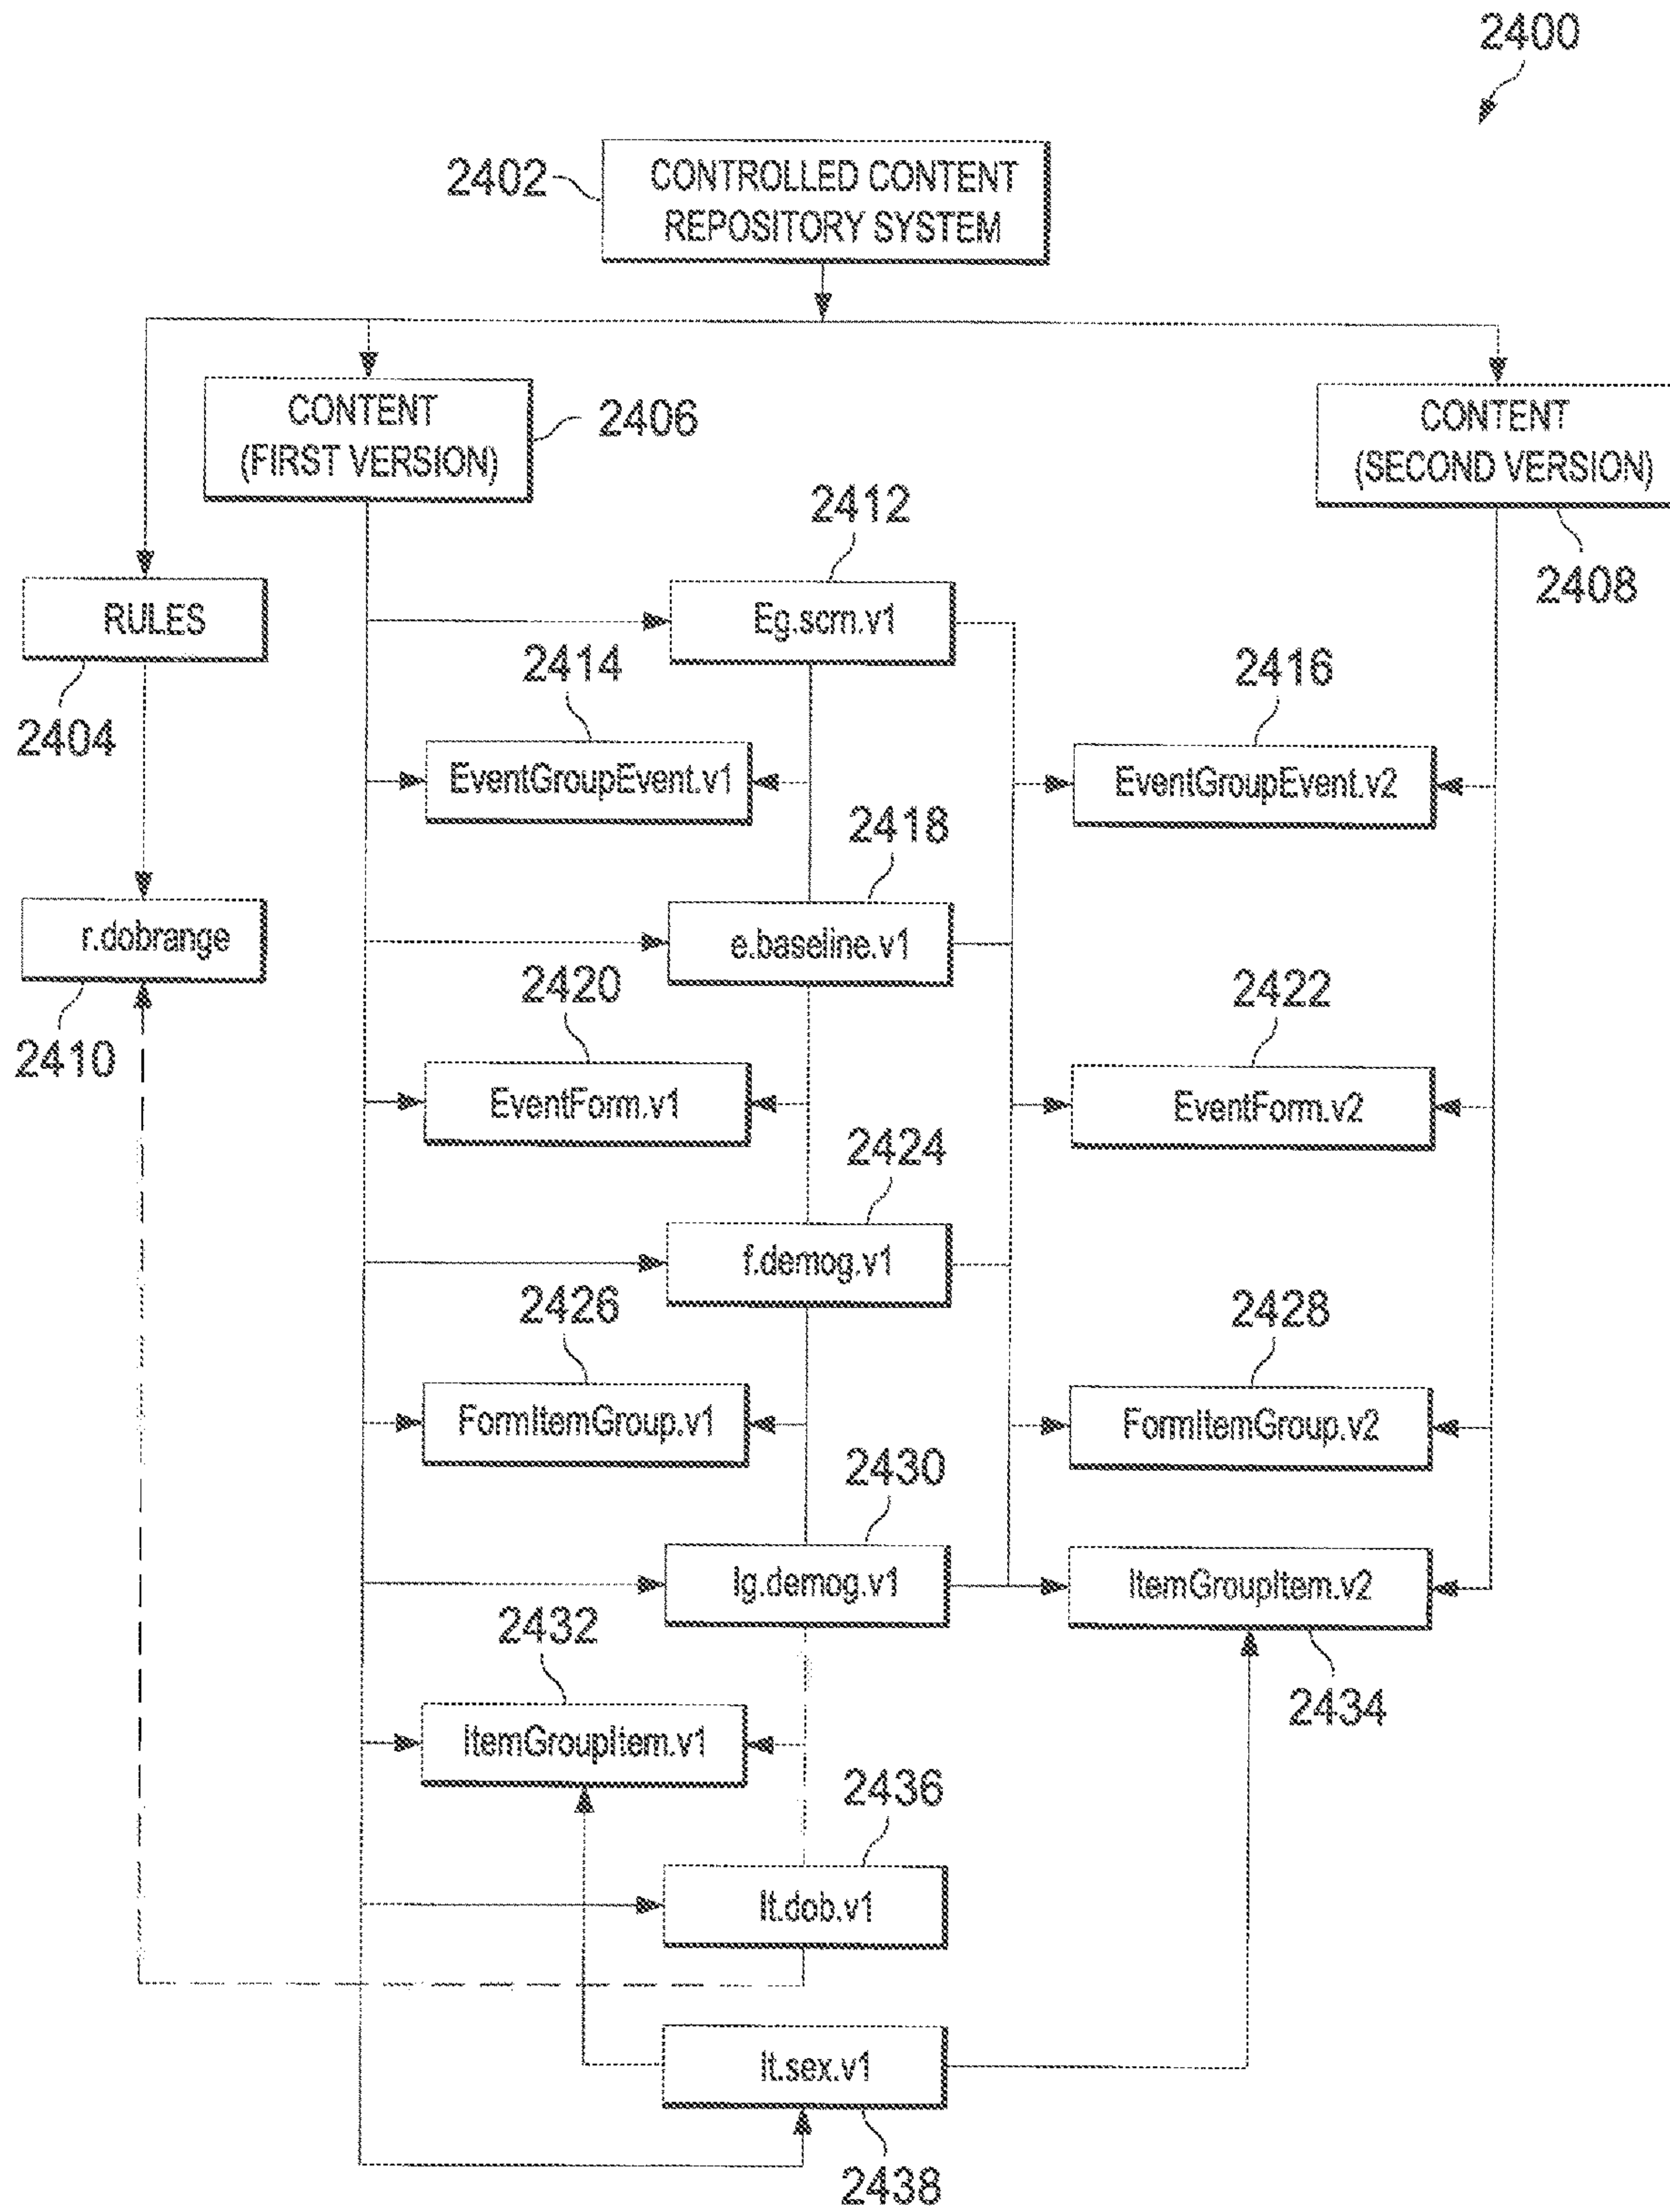 2400
2402
CONTROLLED CONTENT
REPOSITORY SYSTEM
CONTENT
(FIRST VERSION)
2406
CONTENT
(SECOND VERSION)
2408
2412
RULES
2404
Eg.scrn.v1
2414
2416
EventGroupEvent.v1
EventGroupEvent.v2
2418
r.dobrange
2410
e.baseline.v1
2420
2422
EventForm.v1
EventForm.v2
2424
f.demog.v1
2426
2428
FormItemGroup.v1
FormItemGroup.v2
2430
Ig.demog.v1
ItemGroupItem.v2
2432
2434
ItemGroupItem.v1
2436
It.dob.v1
It.sex.v1
2438